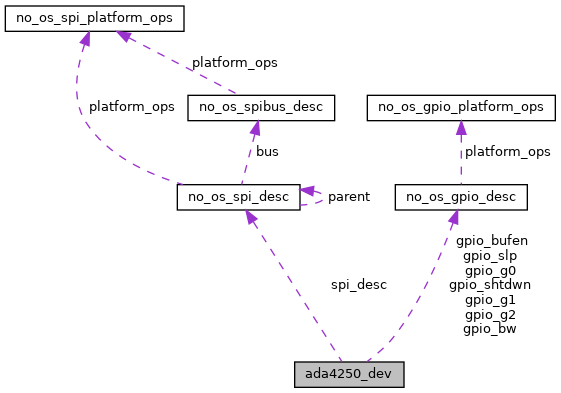 no_os_spi_platform_ops
platform_ops
platform_ops
no_os_spibus_desc
no_os_gpio_platform_ops
bus
platform_ops
no_os_spi_desc
parent
no_os_gpio_desc
spi_desc
gpio_bufen
gpio_slp
gpio_g0
gpio_shtdwn
gpio_g1
gpio_g2
gpio_bw
ada4250_dev